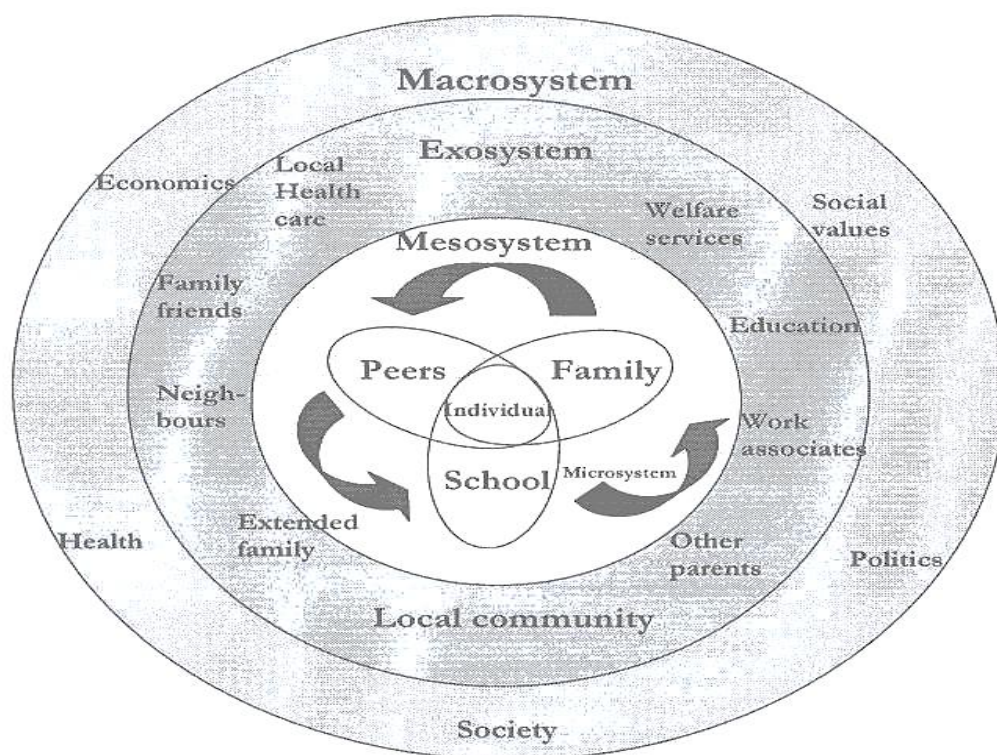 Macrosystem
Exosystem
Local
Health
care
Economics
Welfare
services
Social
values
Mesosystem
Family
friends
Education
Peers
Family
Neigh-
bours
Individual
Work
associates
School
Microsystem
Extended
family
Health
Other
parents
Politics
Local community
Society